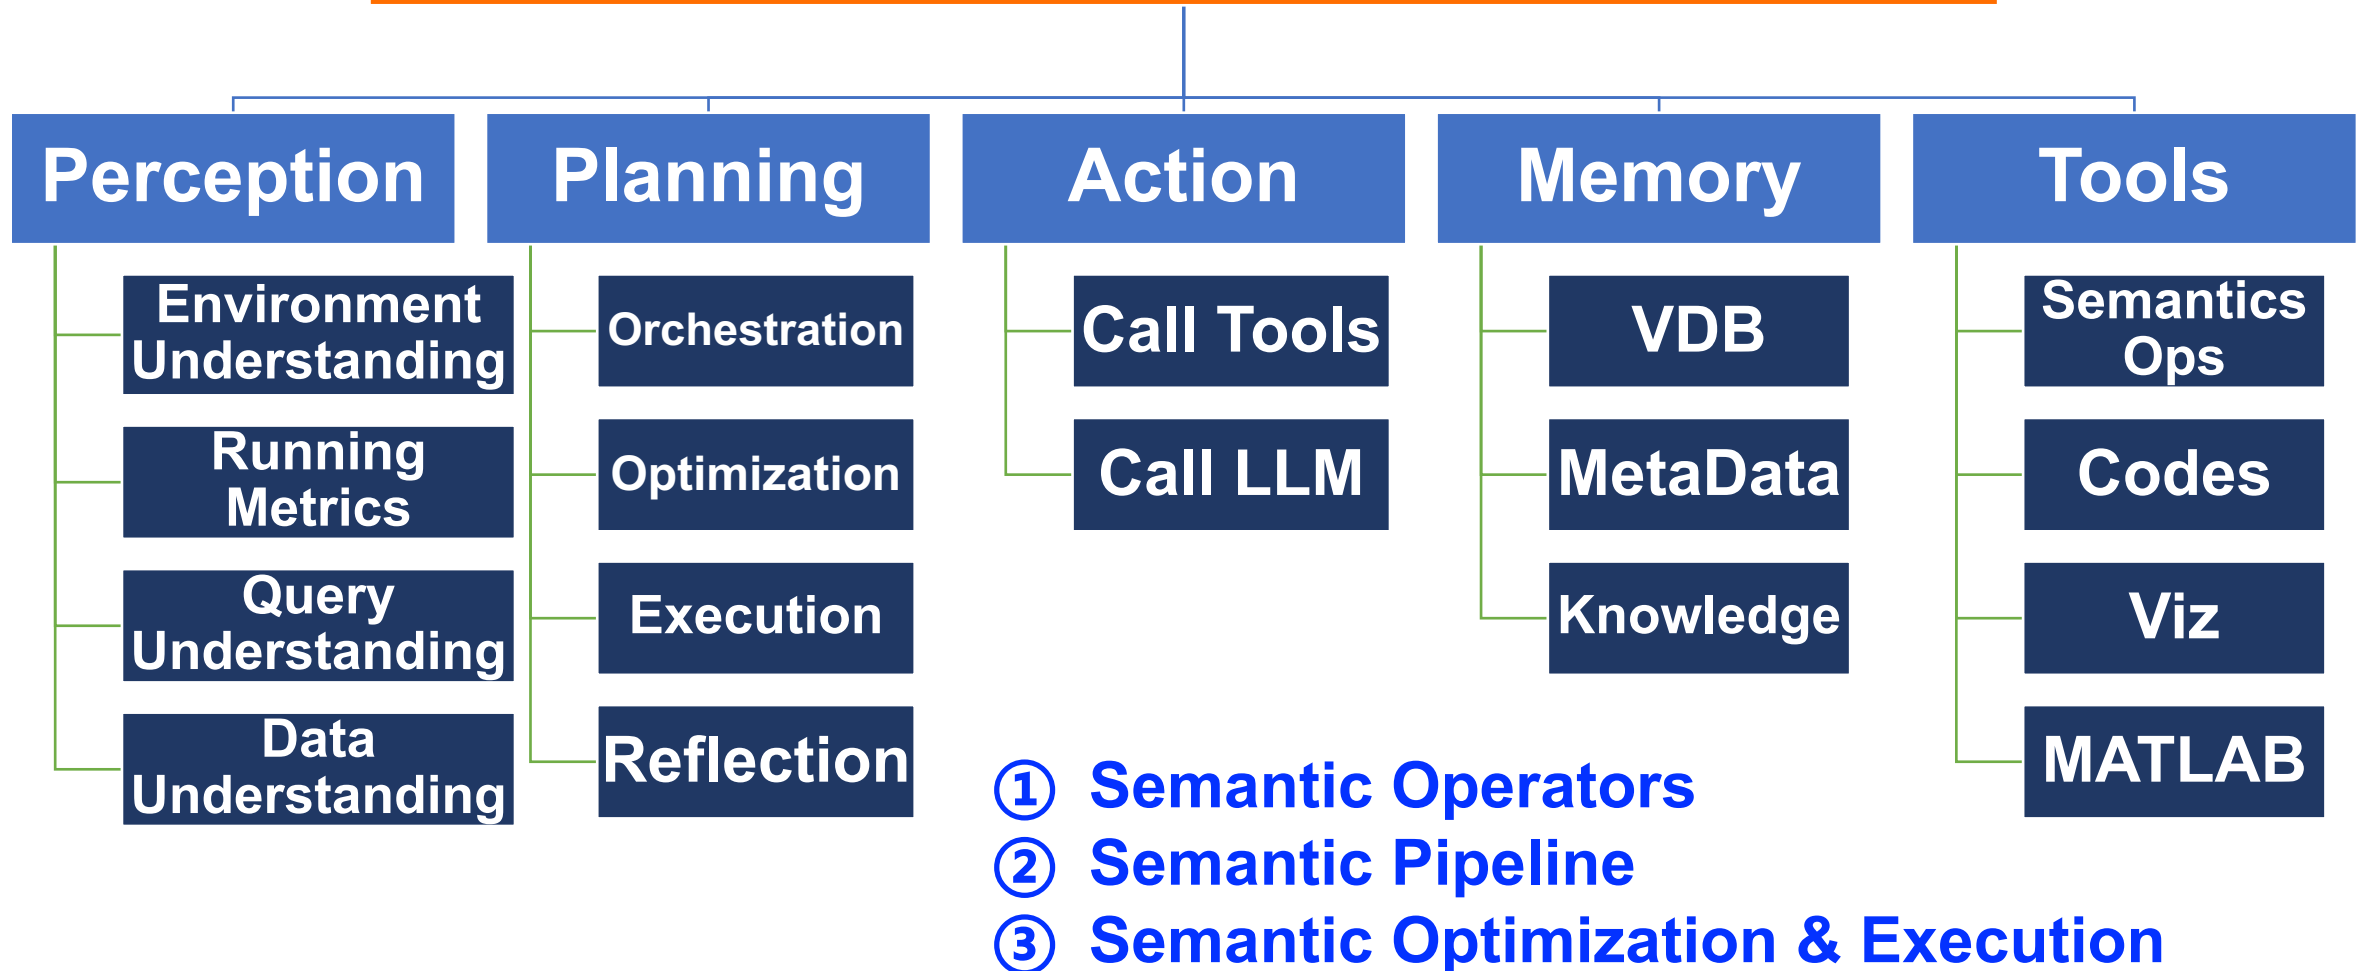 Perception
Planning
Action
Memory
Tools
Environment
Understanding
Running
Metrics
Query
Understanding
Data
Understanding
Orchestration
Optimization
Execution
Reflection
Call Tools
Call LLM
VDB
MetaData
Knowledge
Semantics
Ops
Codes
Viz
MATLAB
① Semantic Operators
② Semantic Pipeline
③ Semantic Optimization & Execution